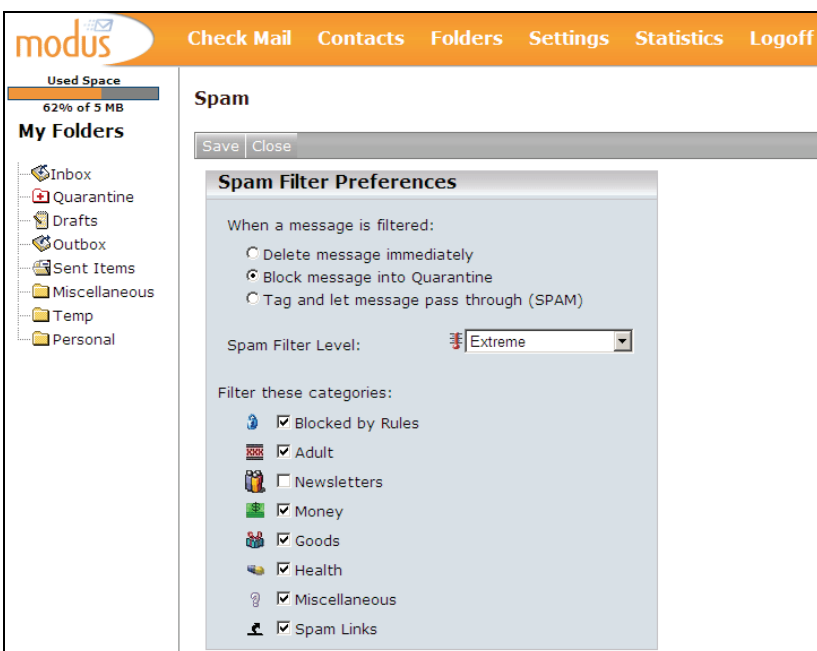 modus
Check Mail Contacts Folders Settings Statistics Logoff
Used Space
62% of 5 MB
My Folders
Inbox
Quarantine
Drafts
Outbox
Sent Items
Miscellaneous
Temp
Personal
Spam
Save Close
Spam Filter Preferences
When a message is filtered:
Delete message immediately
Block message into Quarantine
Tag and let message pass through (SPAM)
Spam Filter Level: Extreme
Filter these categories:
Blocked by Rules
XXX Adult
Newsletters
$ Money
Goods
Health
? Miscellaneous
Spam Links